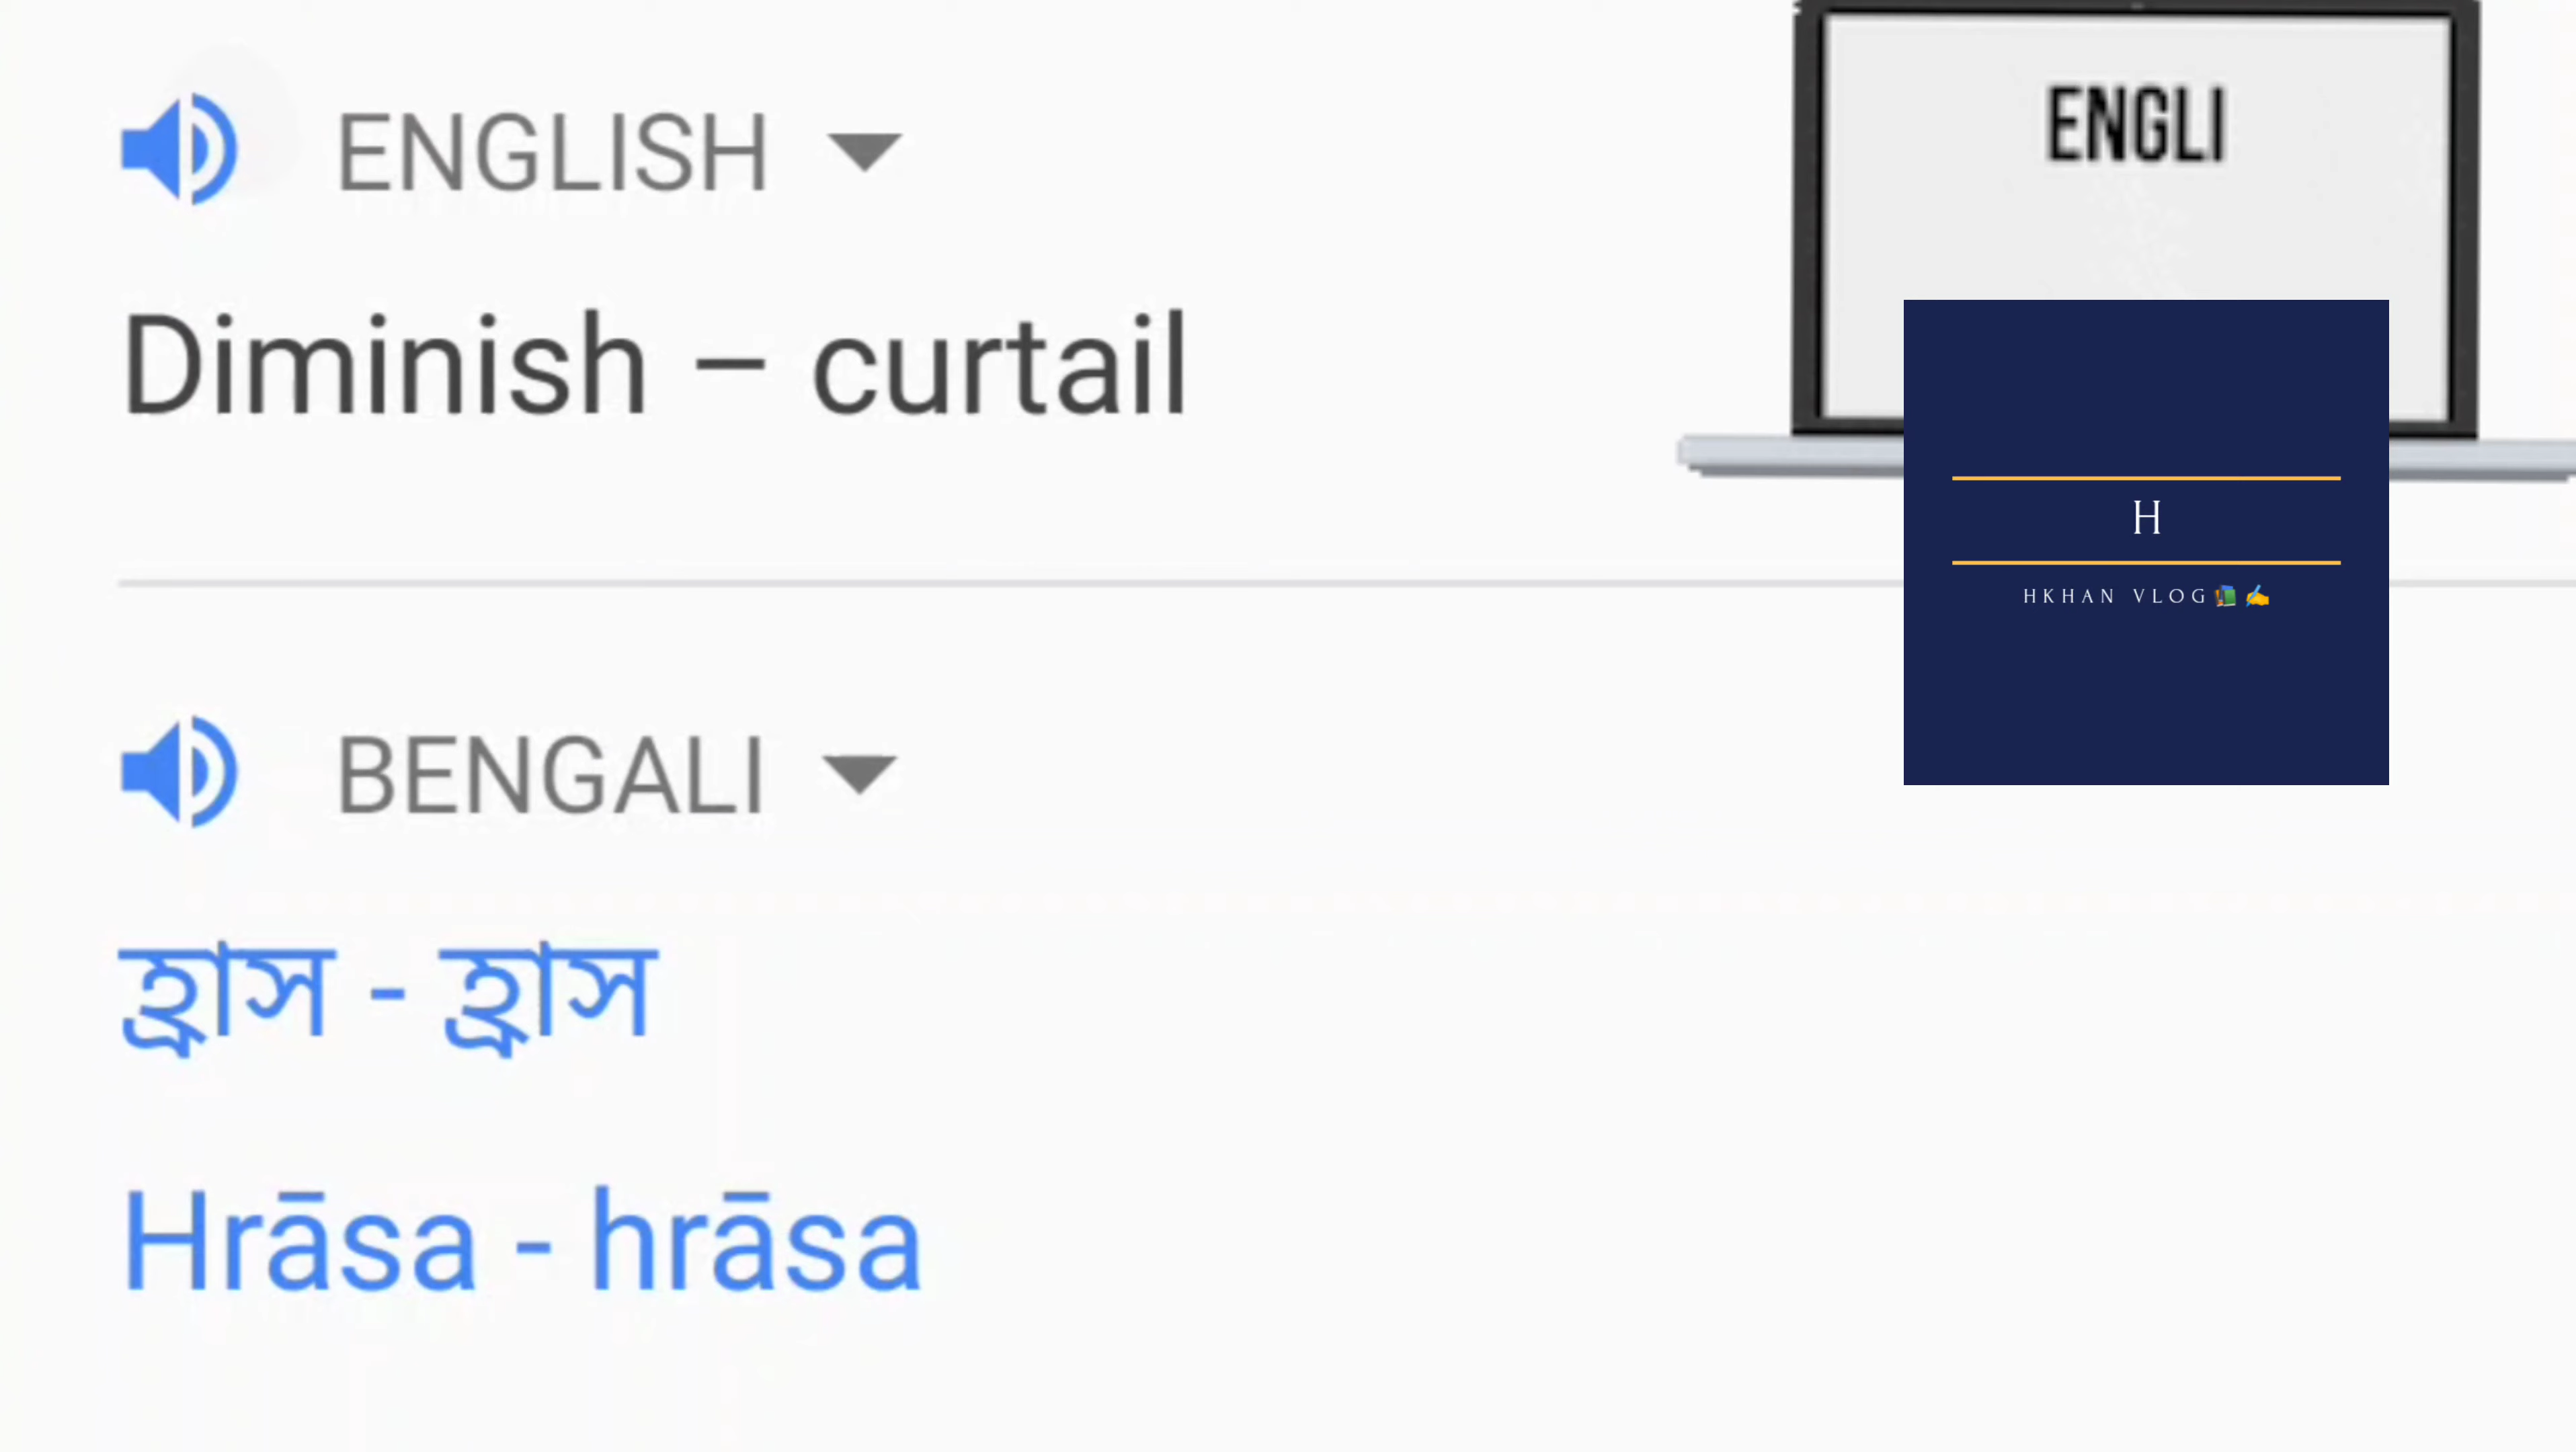 ENGLISH
ENGLI
Diminish – curtail
H
HKHAN VLOG📚✍️
BENGALI
হ্রাস - হ্রাস
Hrāsa - hrāsa